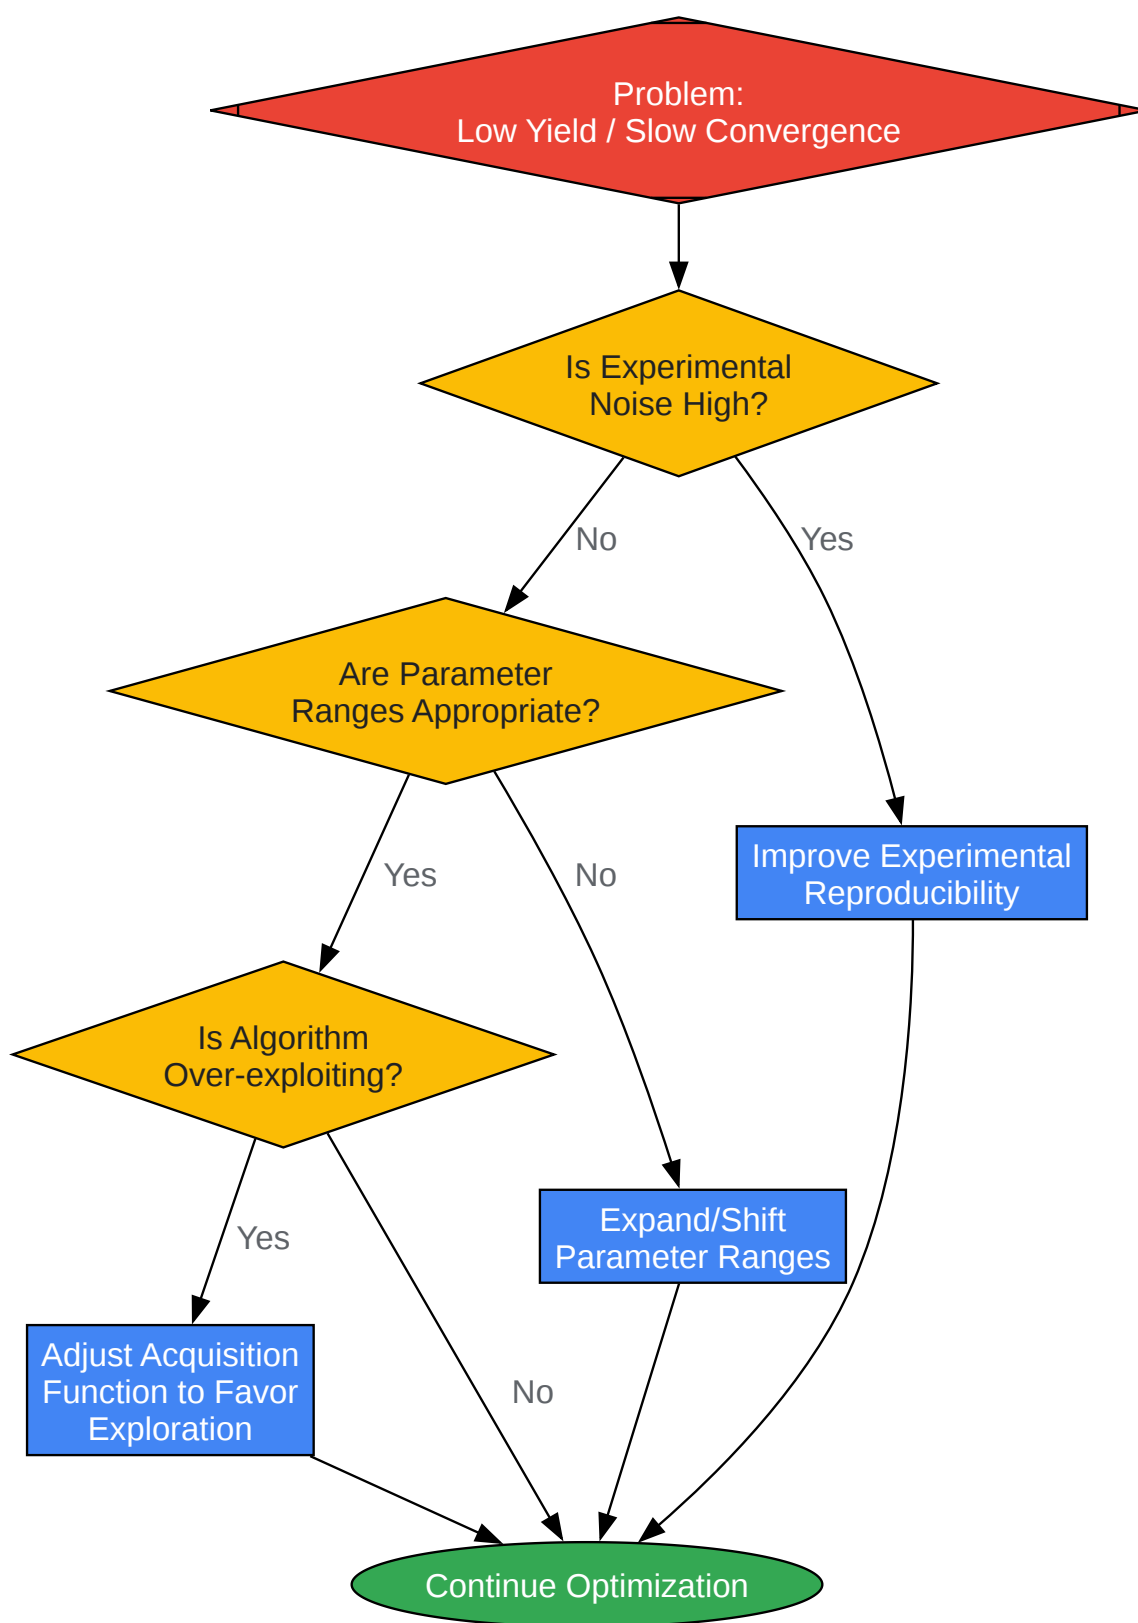 Problem:
Low Yield / Slow Convergence
Is Experimental
Noise High?
No
Yes
Are Parameter
Ranges Appropriate?
Improve Experimental
Reproducibility
Yes
No
Is Algorithm
Over-exploiting?
Expand/Shift
Parameter Ranges
Yes
Adjust Acquisition
Function to Favor
Exploration
No
Continue Optimization